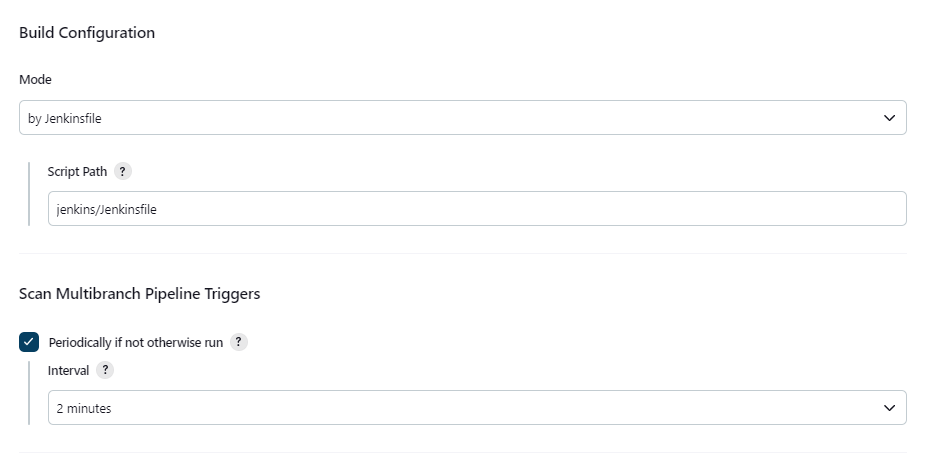 Build Configuration
Mode
by Jenkinsfile
Script Path ?
jenkins/Jenkinsfile
Scan Multibranch Pipeline Triggers
Periodically if not otherwise run ?
Interval ?
2 minutes